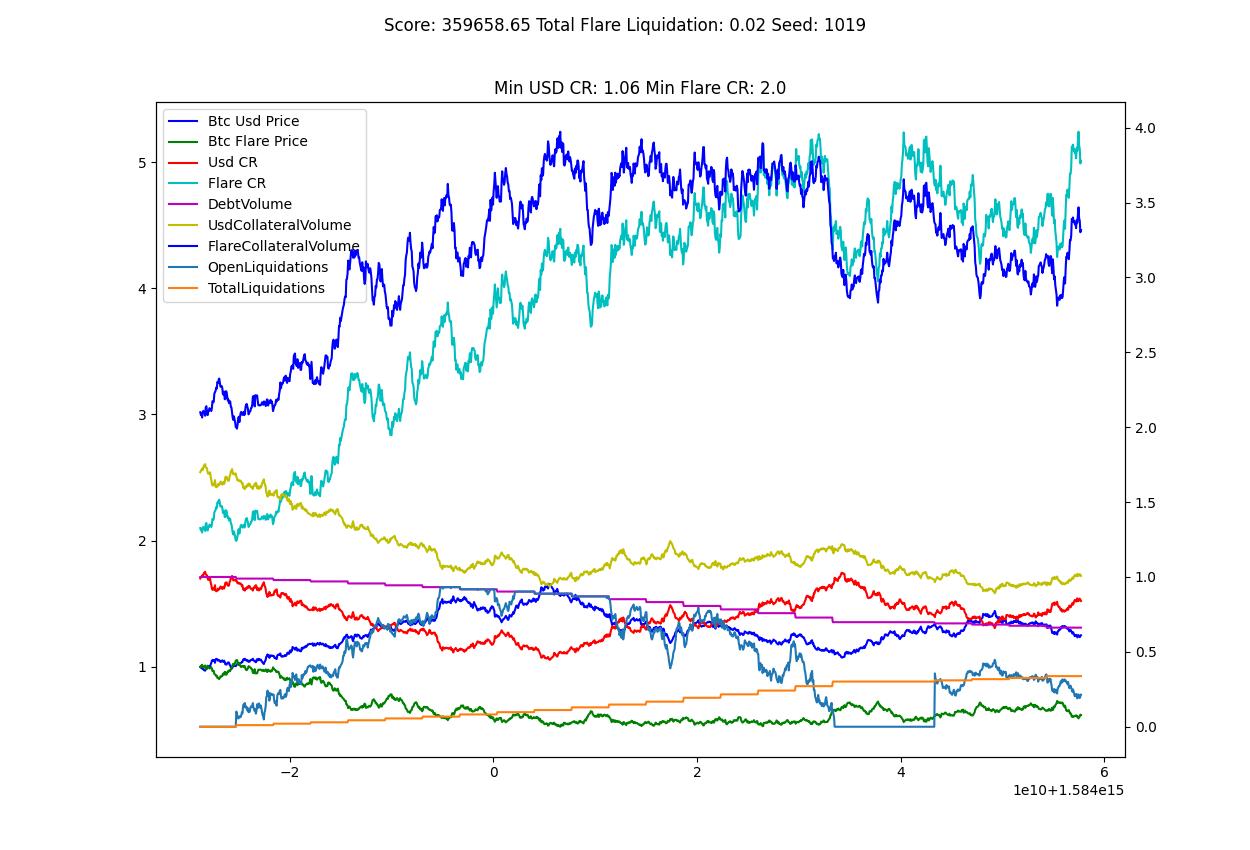 Score: 359658.65 Total Flare Liquidation: 0.02 Seed: 1019
Min USD CR: 1.06 Min Flare CR: 2.0
Btc Usd Price
Btc Flare Price
Usd CR
Flare CR
DebtVolume
UsdCollateralVolume
FlareCollateralVolume
OpenLiquidations
TotalLiquidations
5
4
3
2
1
4.0
3.5
3.0
2.5
2.0
1.5
1.0
0.5
0.0
−2 0 2 4 6
1e10+1.584e15